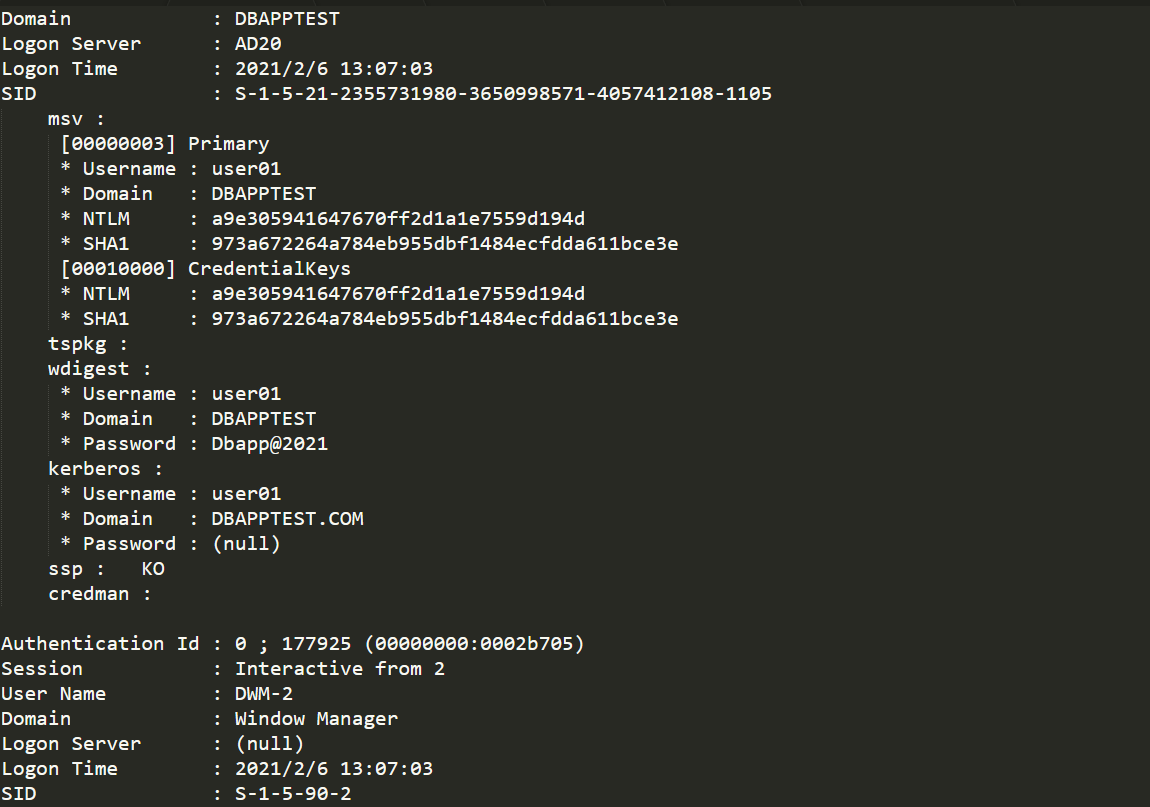 Domain            : DBAPPTEST
Logon Server      : AD20
Logon Time        : 2021/2/6 13:07:03
SID               : S-1-5-21-2355731980-3650998571-4057412108-1105
    msv :
     [00000003] Primary
     * Username : user01
     * Domain   : DBAPPTEST
     * NTLM     : a9e305941647670ff2d1a1e7559d194d
     * SHA1     : 973a672264a784eb955dbf1484ecfdda611bce3e
     [00010000] CredentialKeys
     * NTLM     : a9e305941647670ff2d1a1e7559d194d
     * SHA1     : 973a672264a784eb955dbf1484ecfdda611bce3e
    tspkg :
    wdigest :
     * Username : user01
     * Domain   : DBAPPTEST
     * Password : Dbapp@2021
    kerberos :
     * Username : user01
     * Domain   : DBAPPTEST.COM
     * Password : (null)
    ssp :   KO
    credman :

Authentication Id : 0 ; 177925 (00000000:0002b705)
Session           : Interactive from 2
User Name         : DWM-2
Domain            : Window Manager
Logon Server      : (null)
Logon Time        : 2021/2/6 13:07:03
SID               : S-1-5-90-2